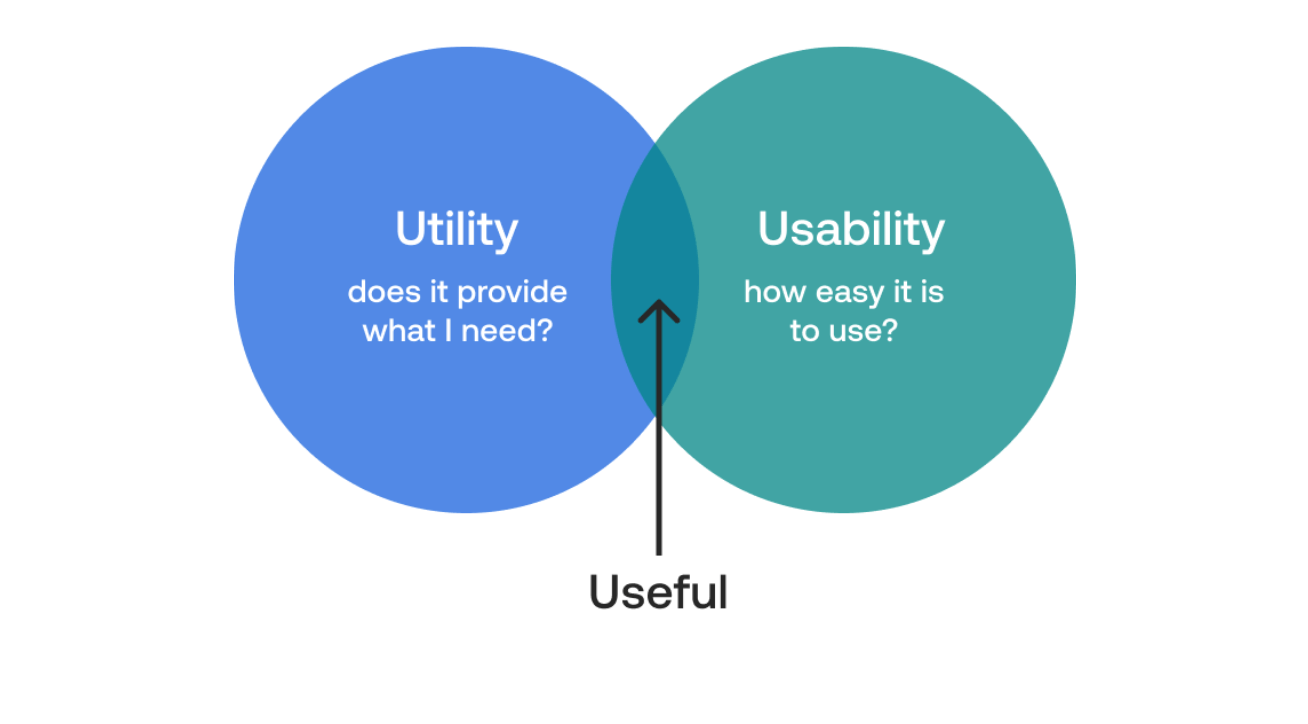 Utility
does it provide
what I need?
Usability
how easy it is
to use?
Useful